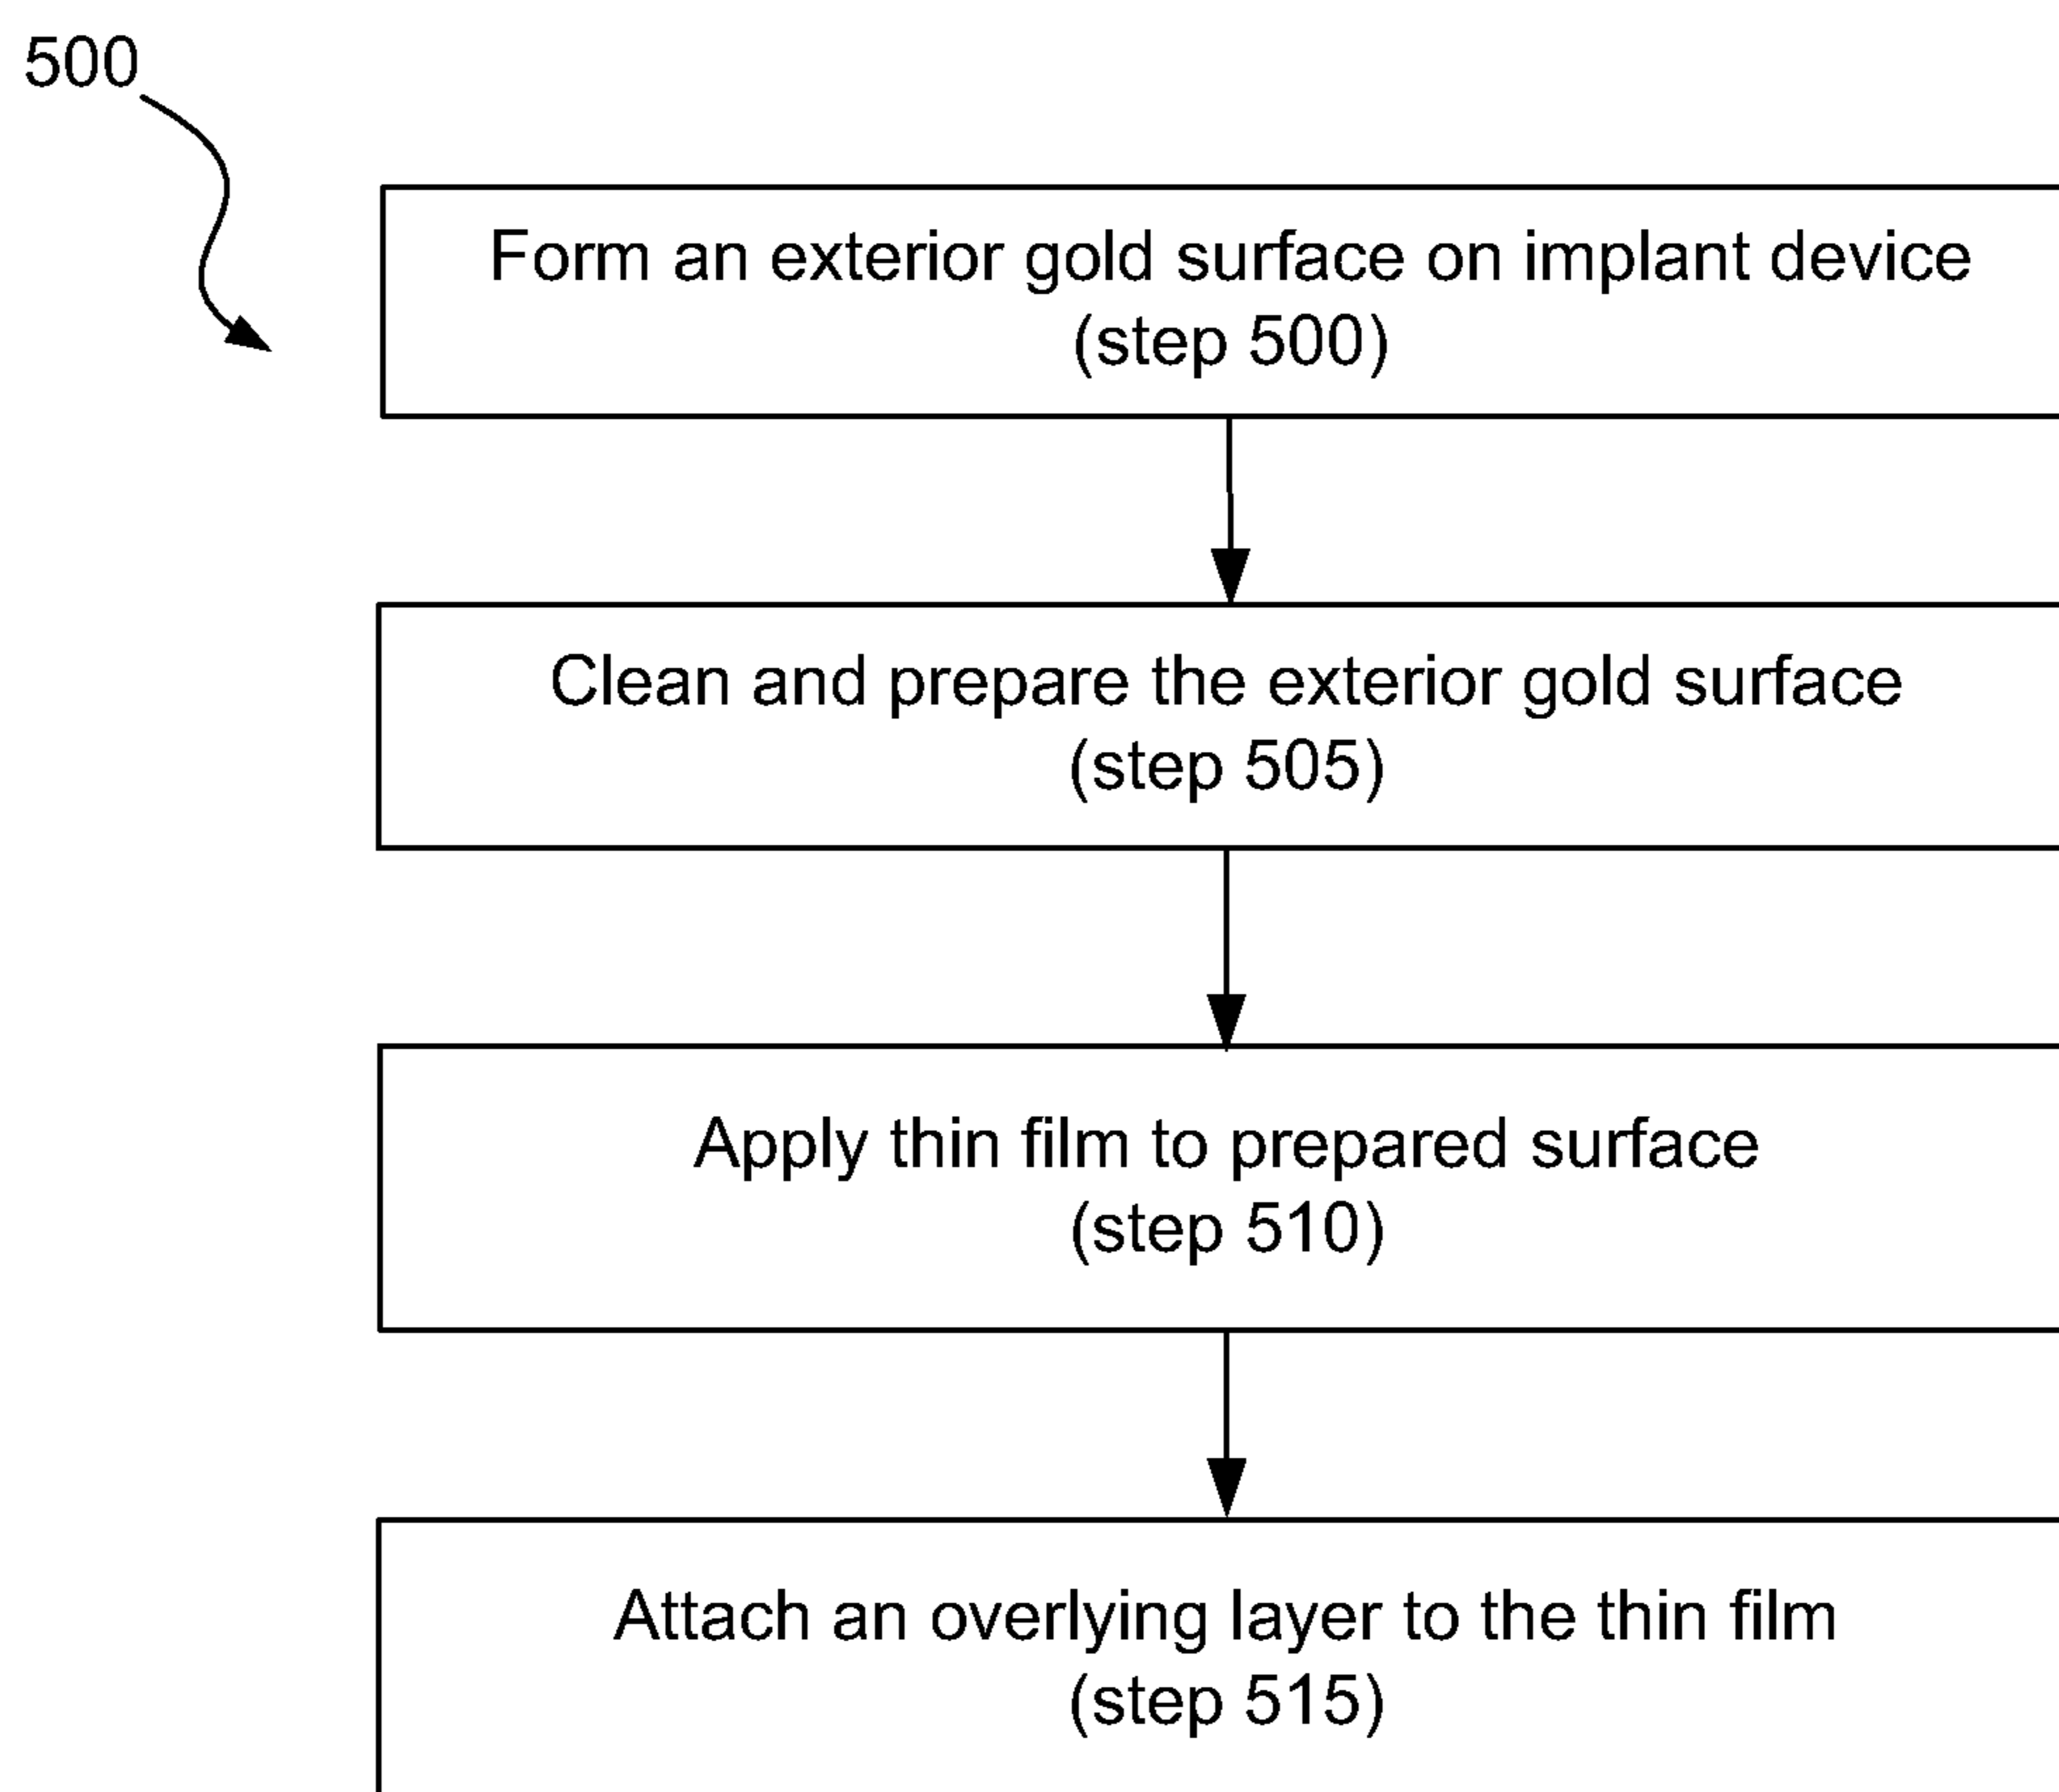 500
Form an exterior gold surface on implant device
(step 500)
Clean and prepare the exterior gold surface
(step 505)
Apply thin film to prepared surface
(step 510)
Attach an overlying layer to the thin film
(step 515)